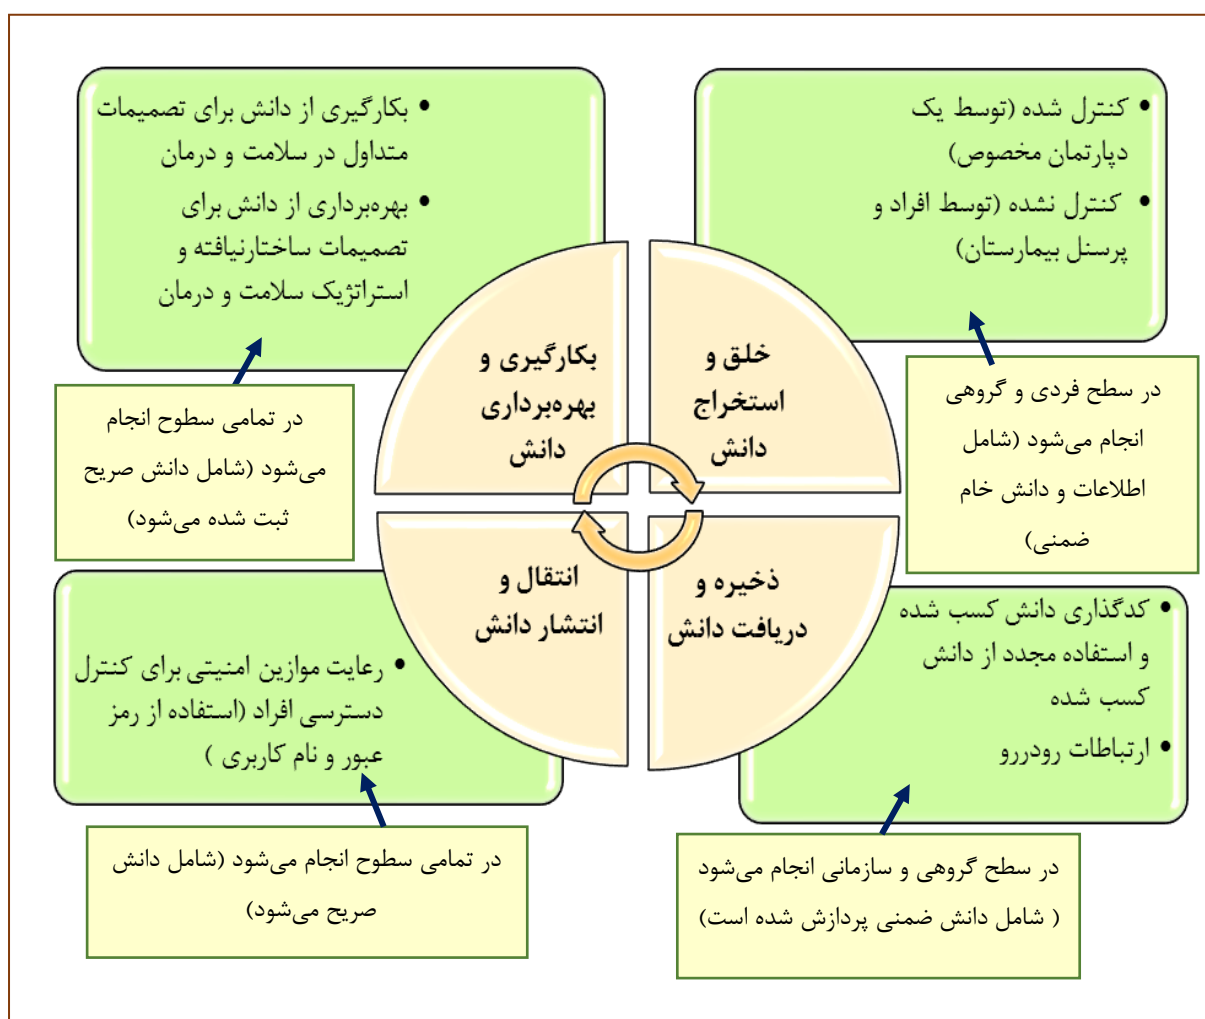 کنترل شده (توسط یک
دپارتمان مخصوص)
کنترل نشده (توسط افراد و
پرسنل بیمارستان)
خلق و
استخراج
دانش
در سطح فردی و گروهی
انجام می‌شود (شامل
اطلاعات و دانش خام
ضمنی)
کدگذاری دانش کسب شده
و استفاده مجدد از دانش
کسب شده
ارتباطات رودررو
ذخیره و
دریافت دانش
در سطح گروهی و سازمانی انجام می‌شود
( شامل دانش ضمنی پردازش شده است)
رعایت موازین امنیتی برای کنترل
دسترسی افراد (استفاده از رمز
عبور و نام کاربری )
انتقال و
انتشار دانش
در تمامی سطوح انجام می‌شود (شامل دانش
صریح می‌شود)
بکارگیری از دانش برای تصمیمات
متداول در سلامت و درمان
بهره‌برداری از دانش برای
تصمیمات ساختارنیافته و
استراتژیک سلامت و درمان
بکارگیری و
بهره‌برداری
دانش
در تمامی سطوح انجام
می‌شود (شامل دانش صریح
ثبت شده می‌شود)